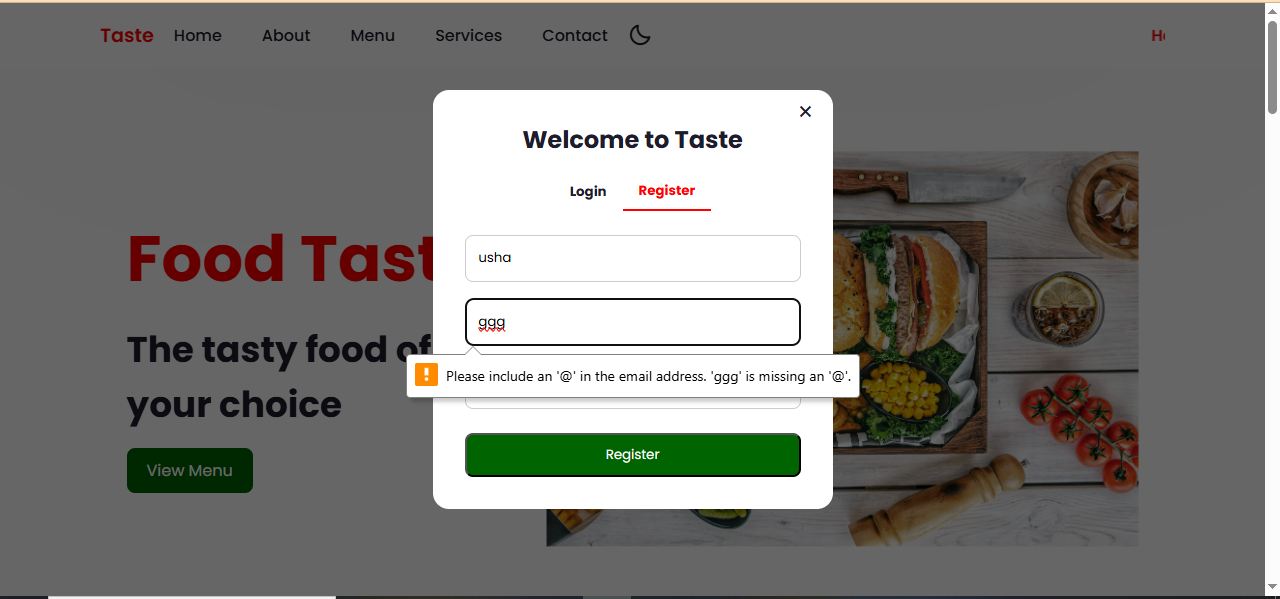 Taste Home About Menu Services Contact
Welcome to Taste
Login Register
usha
ggg
Please include an '@' in the email address. 'ggg' is missing an '@'.
Register
Food Tast
The tasty food of
your choice
View Menu